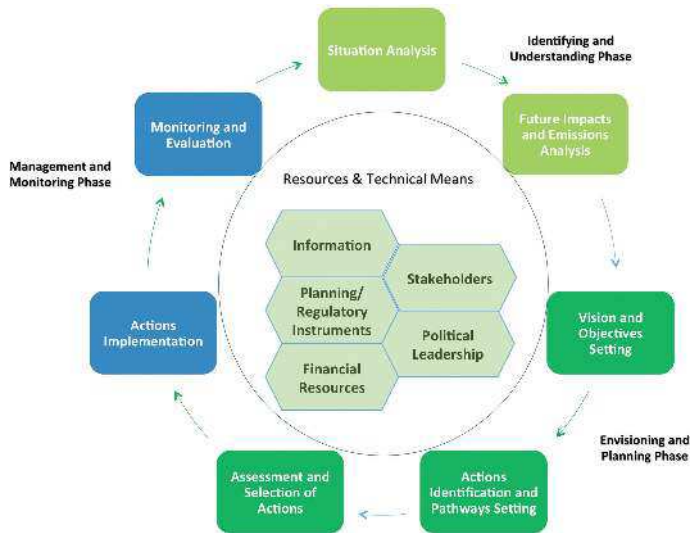 Situation Analysis
Identifying and
Understanding Phase
Future Impacts
and Emissions
Analysis
Monitoring and
Evaluation
Management and
Monitoring Phase
Resources & Technical Means
Information
Stakeholders
Planning/
Regulatory
Instruments
Political
Leadership
Financial
Resources
Actions
Implementation
Vision and
Objectives
Setting
Envisioning and
Planning Phase
Assessment and
Selection of
Actions
Actions
Identification and
Pathways Setting